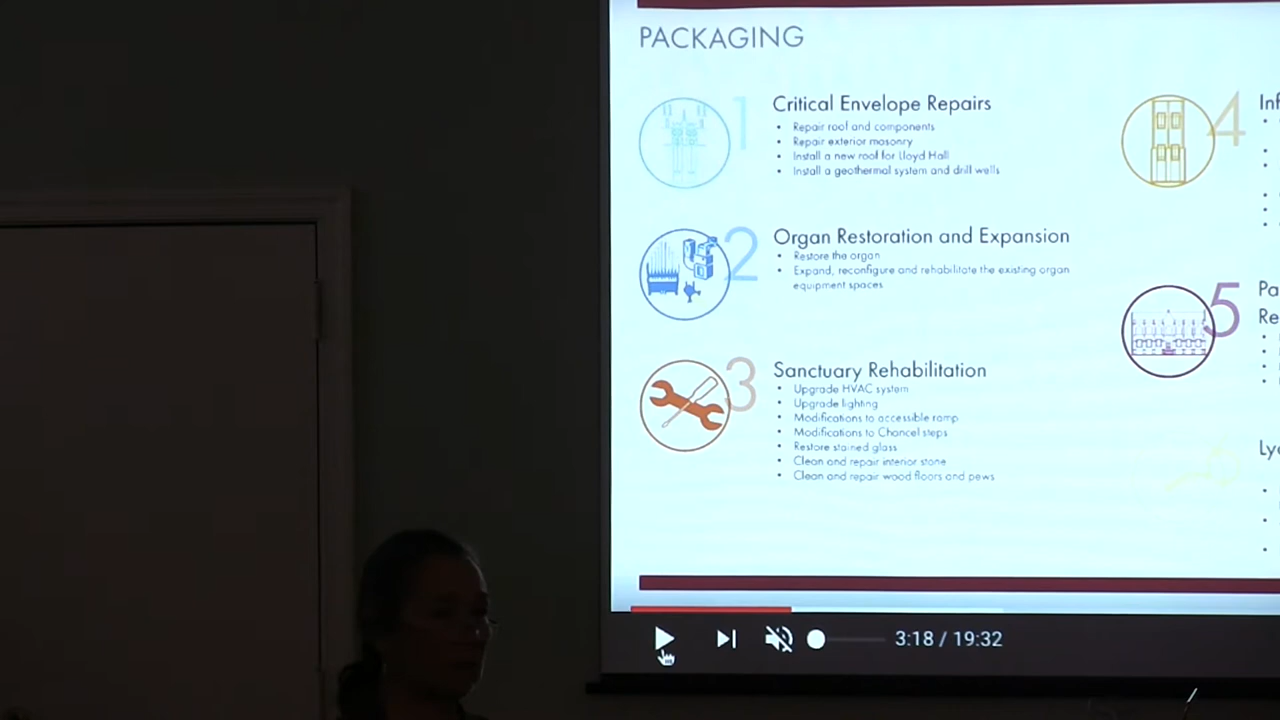 PACKAGING
1
Critical Envelope Repairs
• Repair roof and components
• Repair exterior masonry
• Install a new roof for Lloyd Hall
• Install a geothermal system and drill wells
2
Organ Restoration and Expansion
• Restore the organ
• Expand, reconfigure and rehabilitate the existing organ
equipment spaces
3
Sanctuary Rehabilitation
• Upgrade HVAC system
• Upgrade lighting
• Modifications to accessible ramp
• Modifications to Chancel steps
• Restore stained glass
• Clean and repair interior stone
• Clean and repair wood floors and pews
4
Inf
5
Pa
Re
Ly
3:18 / 19:32